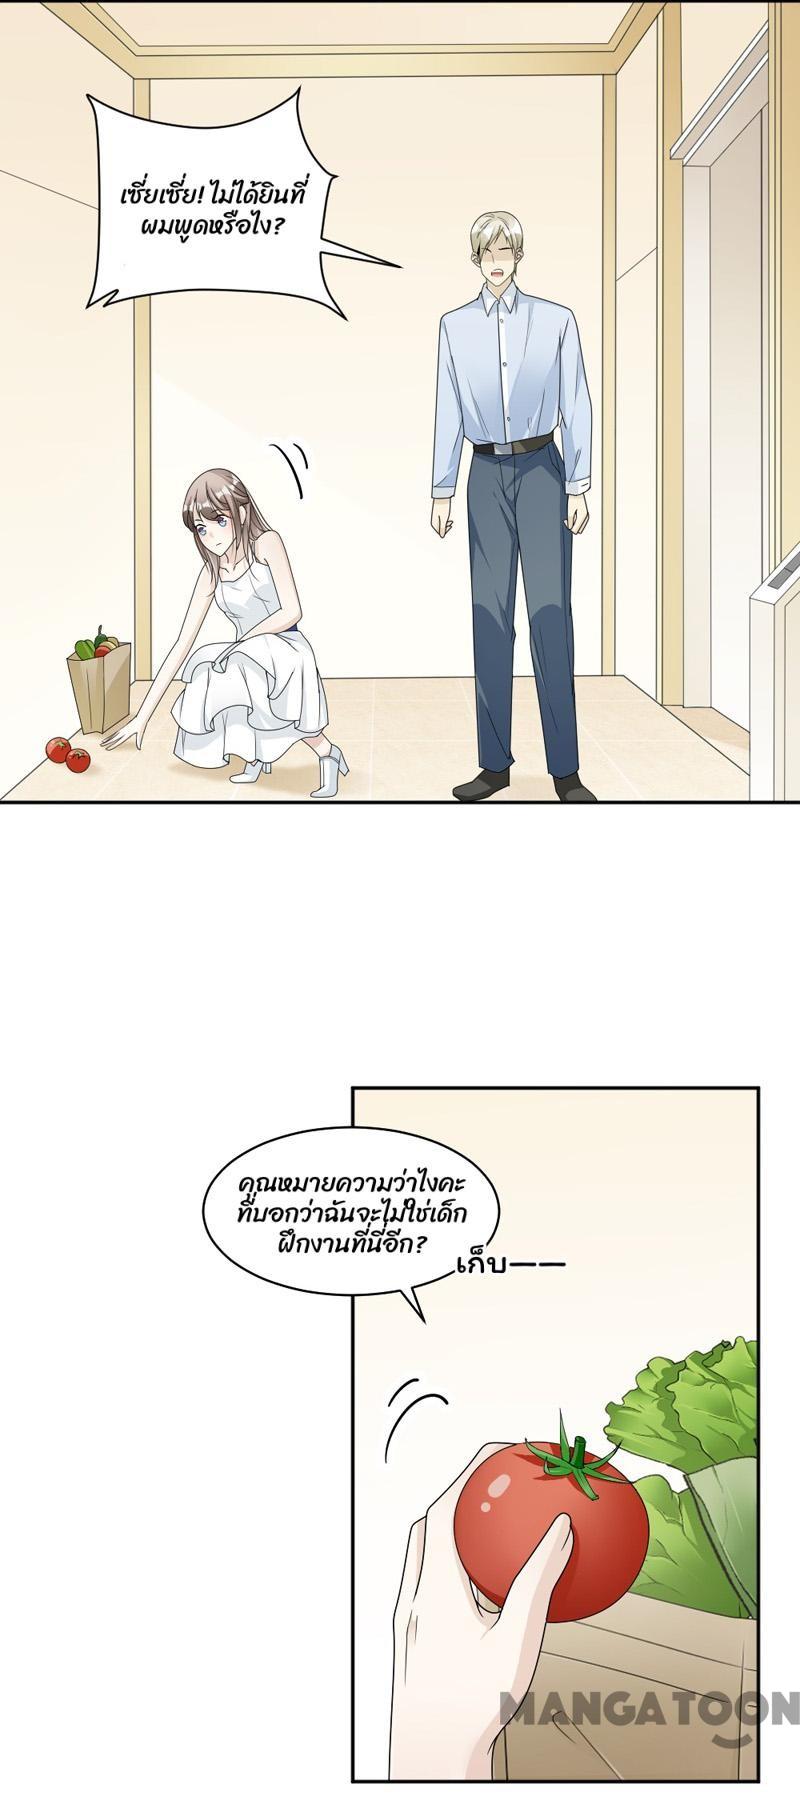 เซี่ยเซี่ย! ไม่ได้ยินที่
ผมพูดหรือไง?
คุณหมายความว่าไงคะ
ที่บอกว่าฉันจะไม่ใช่เด็ก
ฝึกงานที่นี่อีก?
เก็บ——
MANGATOON